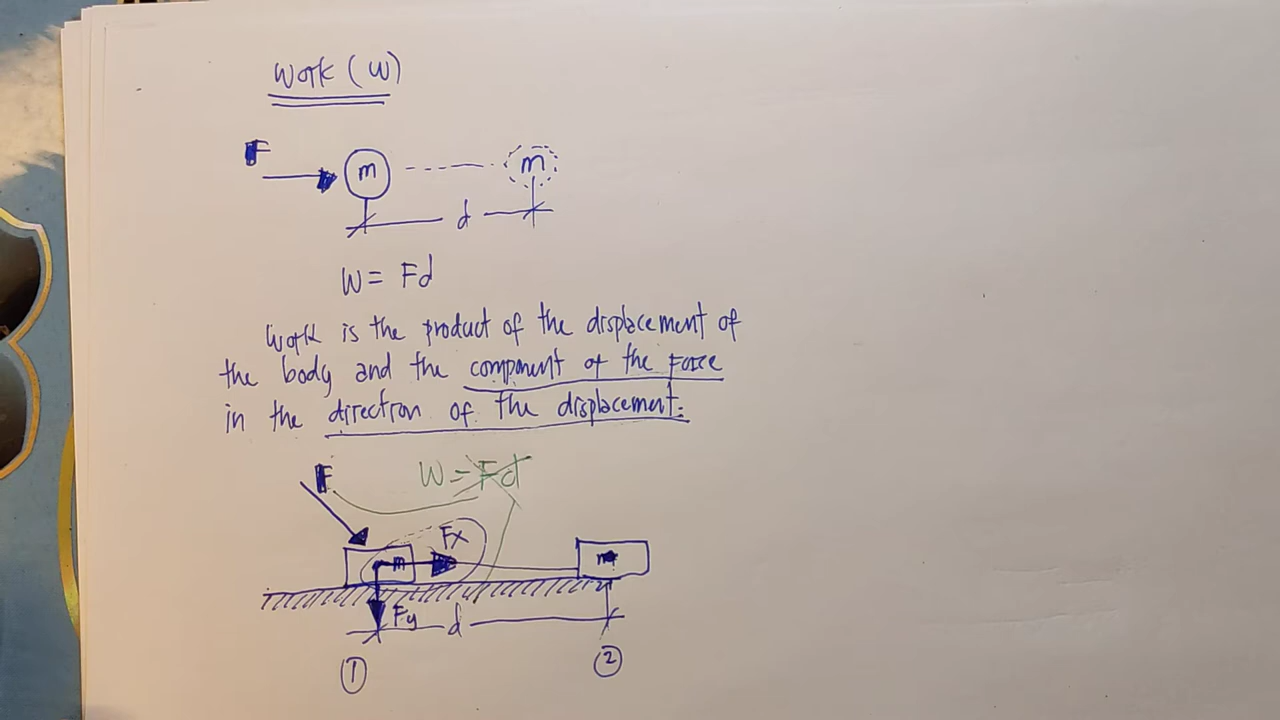 Work (W)
F
m m
d
W = Fd
Work is the product of the displacement of
the body and the component of the Force
in the direction of the displacement.
F W = Fd
Fx
m m
Fy d
1 2